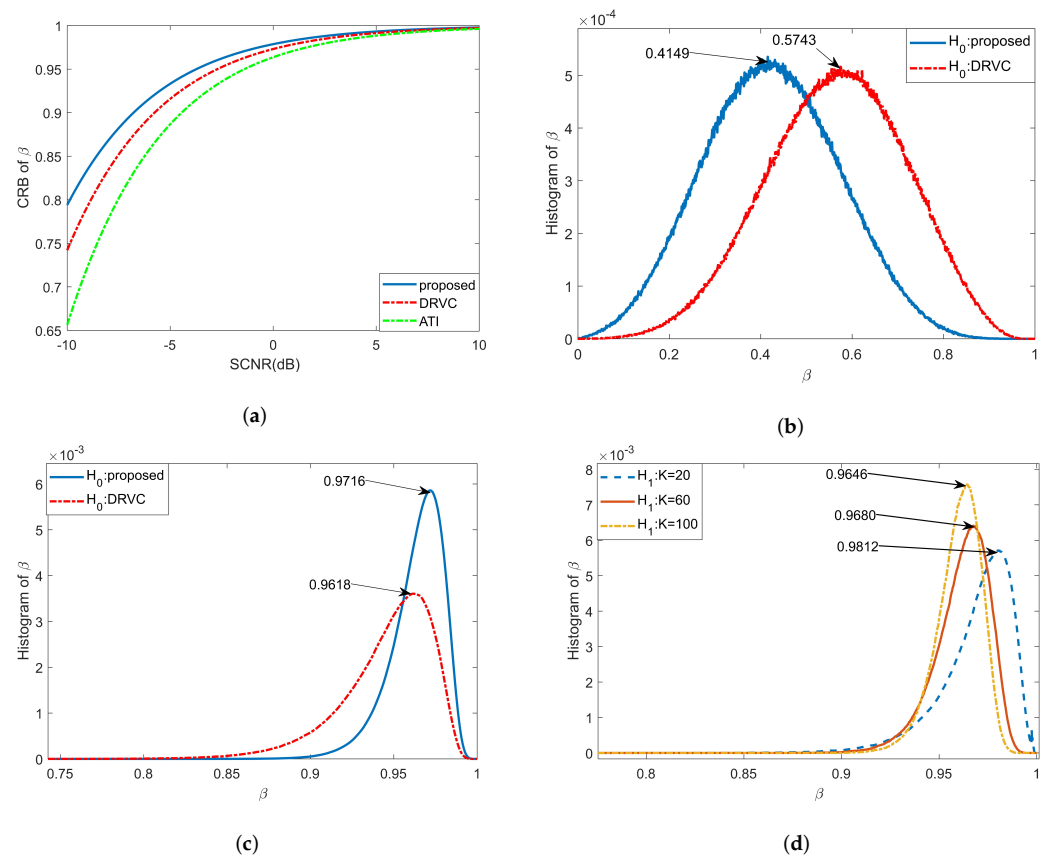 1
0.95
0.9
0.85
0.8
0.75
0.7
0.65
-10
-5
0
5
10
CRB of β
SCNR(dB)
proposed
DRVC
ATI
(a)
×10⁻⁴
5
4
3
2
1
0
0
0.2
0.4
0.6
0.8
1
Histogram of β
β
0.4149
0.5743
H₀:proposed
H₀:DRVC
(b)
×10⁻³
6
5
4
3
2
1
0
0.75
0.8
0.85
0.9
0.95
1
Histogram of β
β
H₀:proposed
H₀:DRVC
0.9716
0.9618
(c)
×10⁻³
8
7
6
5
4
3
2
1
0
0.8
0.85
0.9
0.95
1
Histogram of β
β
H₁:K=20
H₁:K=60
H₁:K=100
0.9646
0.9680
0.9812
(d)